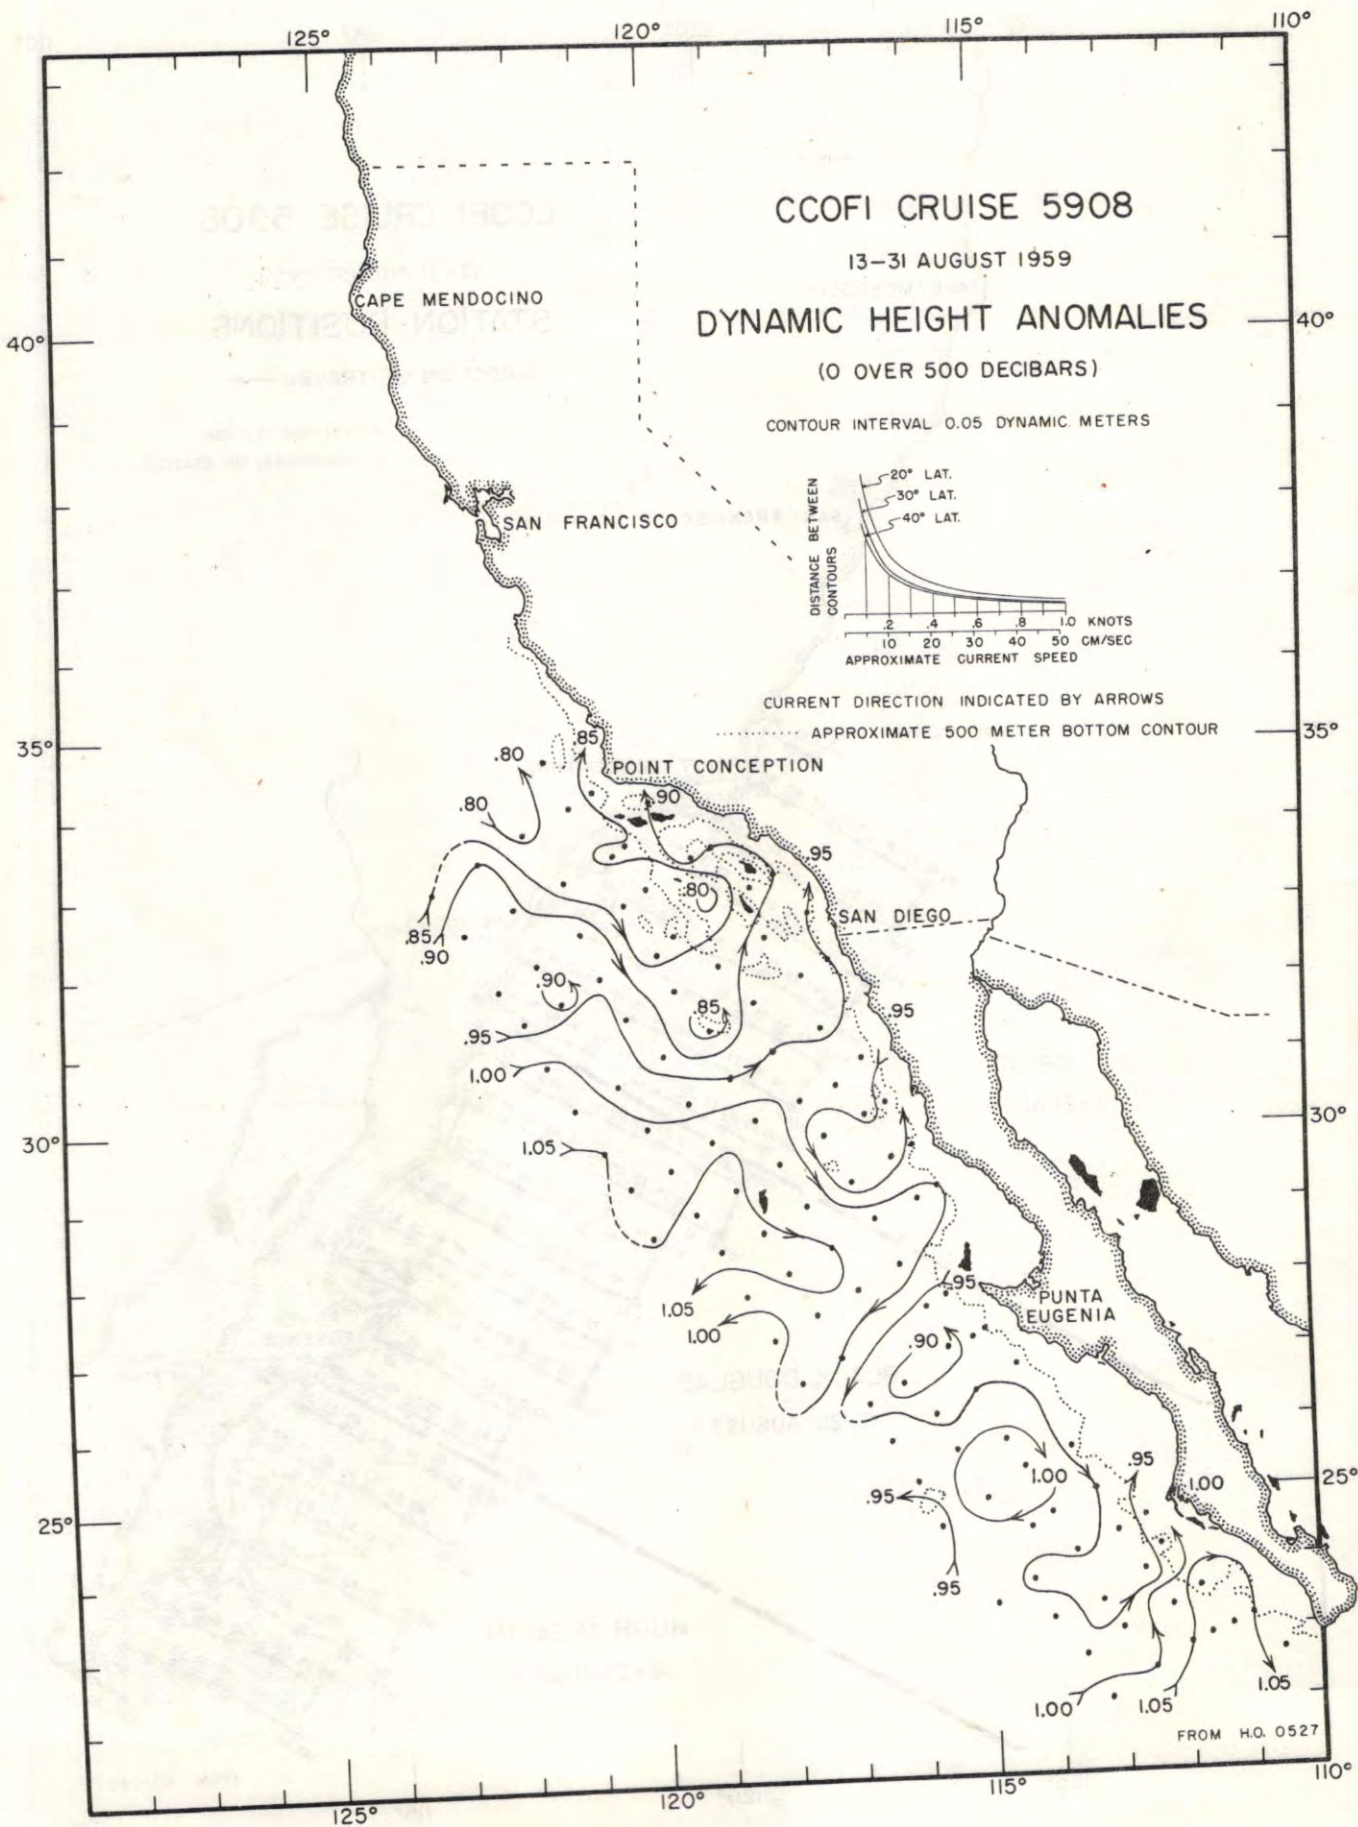 125°
120°
115°
110°
CCOFI CRUISE 5908
13–31 AUGUST 1959
CAPE MENDOCINO
DYNAMIC HEIGHT ANOMALIES
40°
40°
(0 OVER 500 DECIBARS)
CONTOUR INTERVAL 0.05 DYNAMIC METERS
20° LAT.
30° LAT.
40° LAT.
DISTANCE BETWEEN
CONTOURS
SAN FRANCISCO
.2 .4 .6 .8 1.0 KNOTS
10 20 30 40 50 CM/SEC
APPROXIMATE CURRENT SPEED
CURRENT DIRECTION INDICATED BY ARROWS
APPROXIMATE 500 METER BOTTOM CONTOUR
35°
35°
.80
.85
POINT CONCEPTION
.80
.90
.95
.80
SAN DIEGO
.85
.90
.90
.85
.95
.95
1.00
30°
30°
1.05
.95
1.05
PUNTA
EUGENIA
1.00
.90
.95
1.00
1.00
25°
.95
25°
.95
1.00
1.05
1.05
FROM H.O. 0527
125°
120°
115°
110°